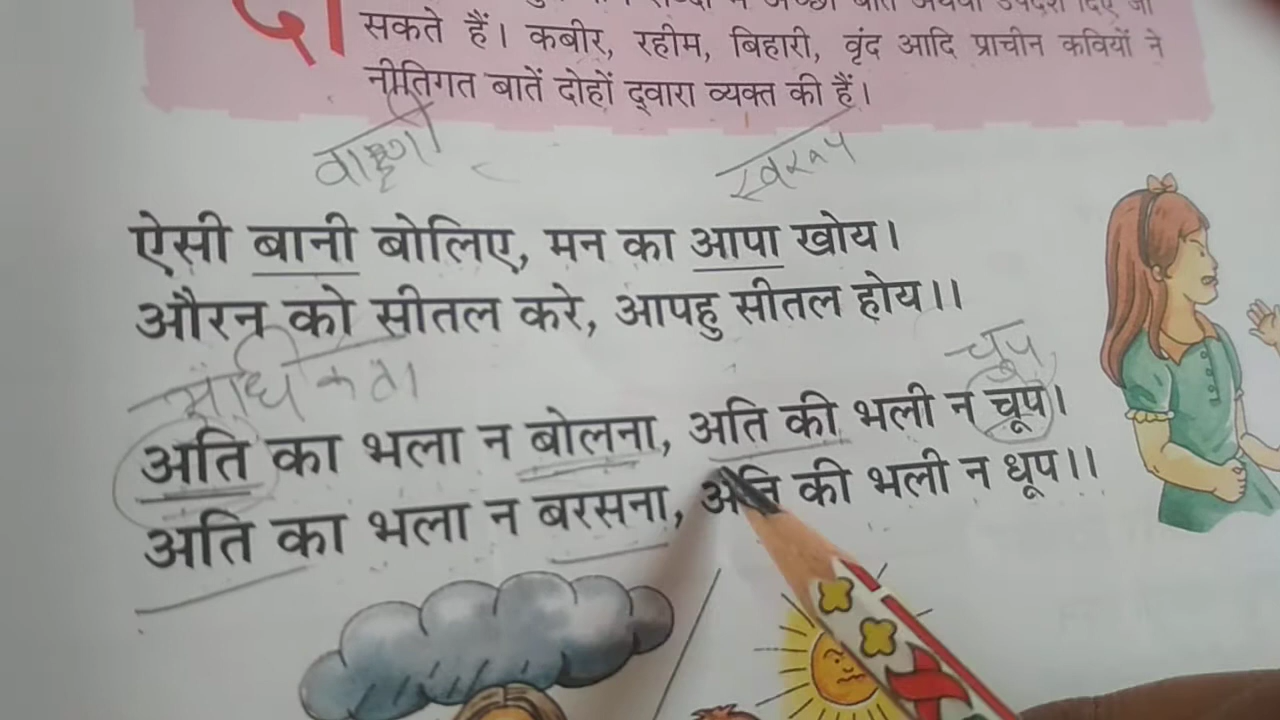 सकते हैं। कबीर, रहीम, बिहारी, वृंद आदि प्राचीन कवियों ने
नीतिगत बातें दोहों द्वारा व्यक्त की हैं।
वाणी
ऐसी बानी बोलिए, मन का आपा खोय।
औरन को सीतल करे, आपहु सीतल होय।।
चुप
अति का भला न बोलना, अति की भली न चूप।
अति का भला न बरसना, अति की भली न धूप।।